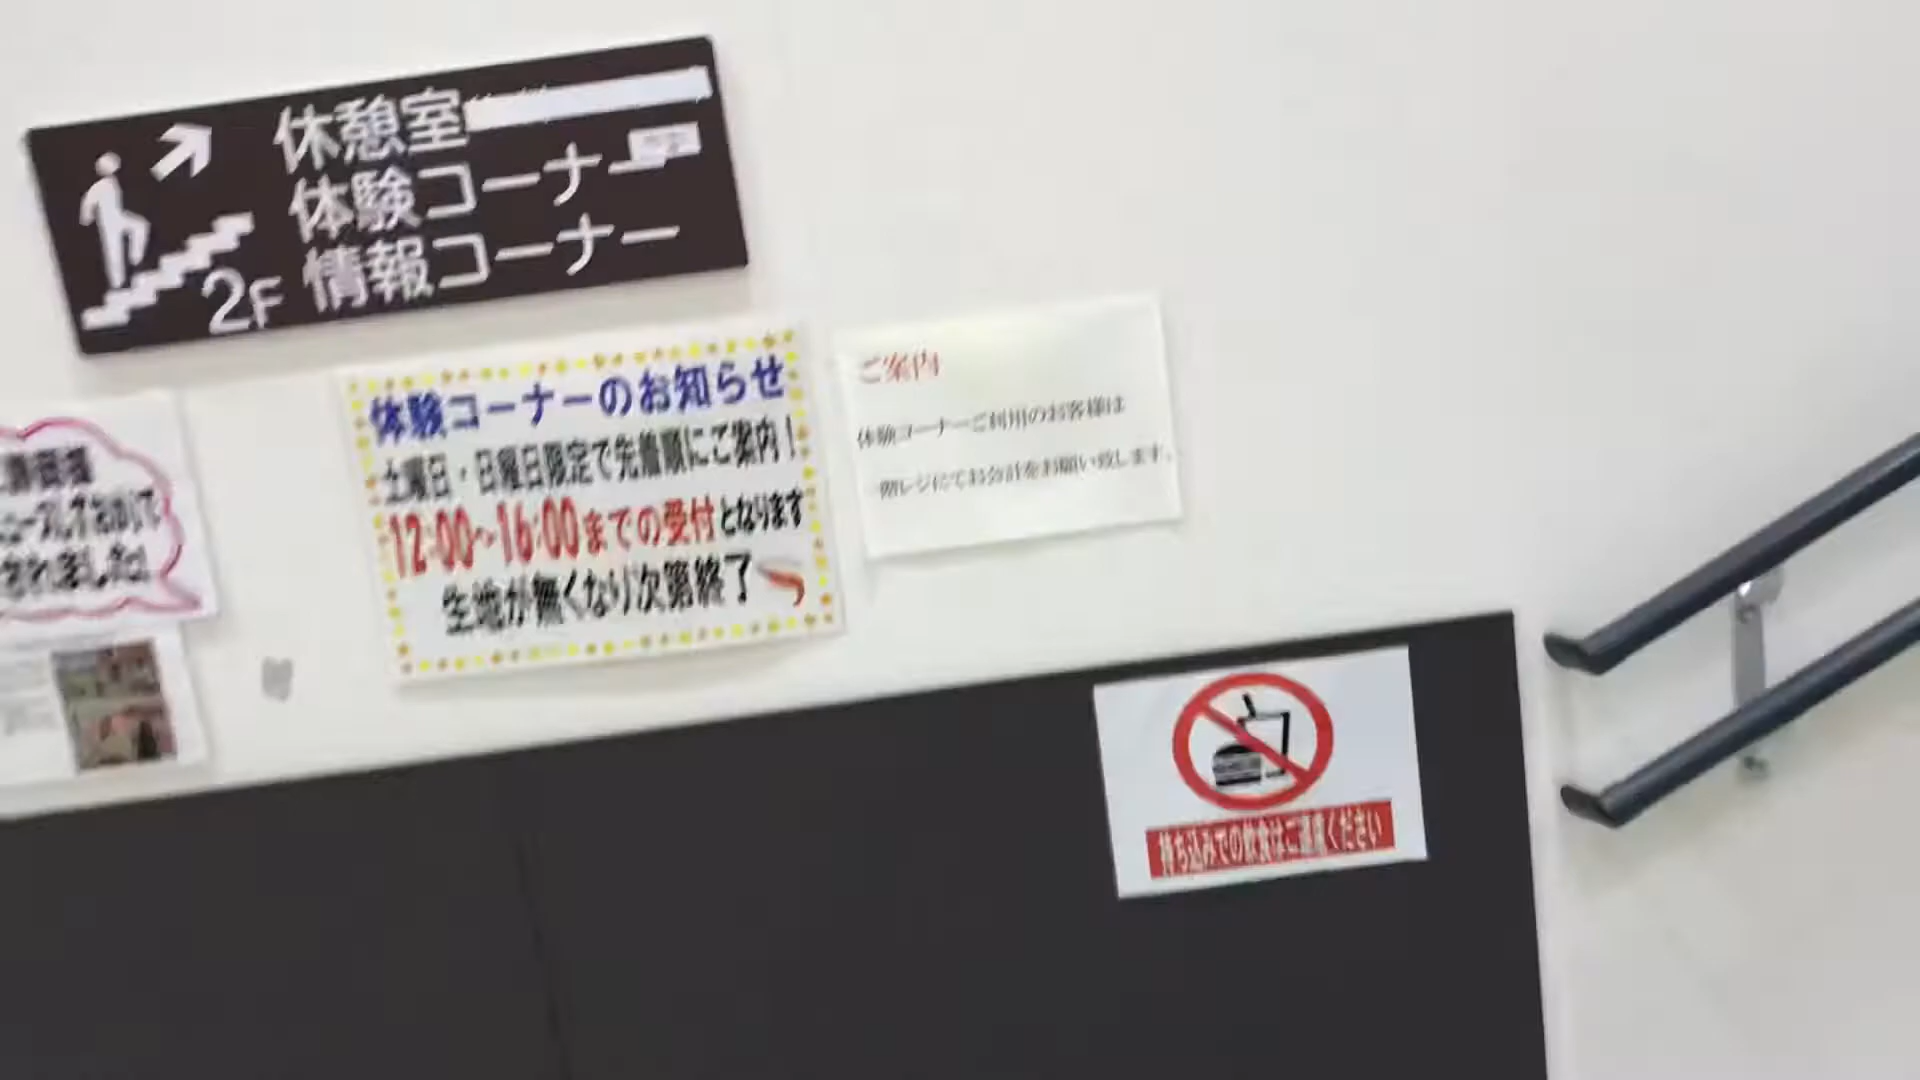 休憩室
体験コーナー
情報コーナー
2F
体験コーナーのお知らせ
土曜日・日曜日限定で先着順にご案内！
12:00～16:00までの受付となります
生地が無くなり次第終了
ご案内
体験コーナーご利用のお客様は
階レジにてお会計をお願い致します。
持ち込みでの飲食はご遠慮ください